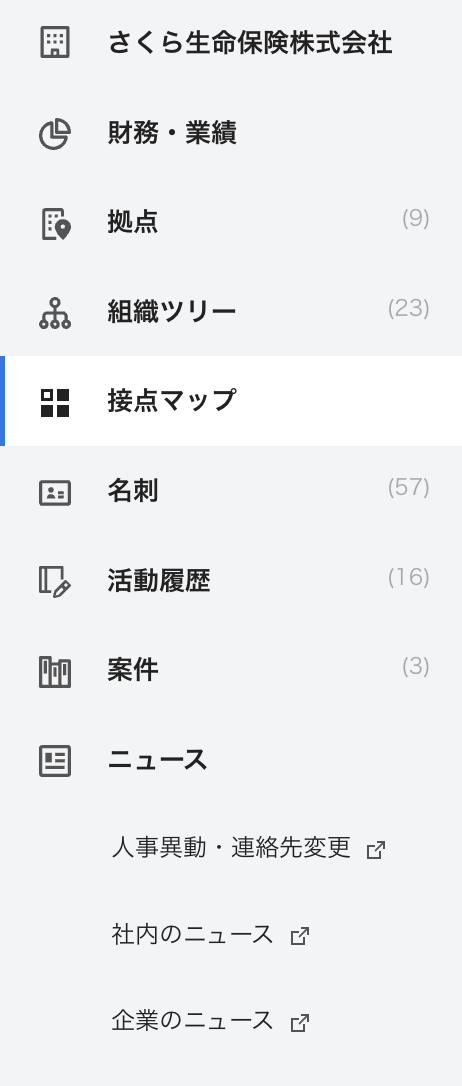 さくら生命保険株式会社
財務・業績
拠点 (9)
組織ツリー (23)
接点マップ
名刺 (57)
活動履歴 (16)
案件 (3)
ニュース
人事異動・連絡先変更
社内のニュース
企業のニュース